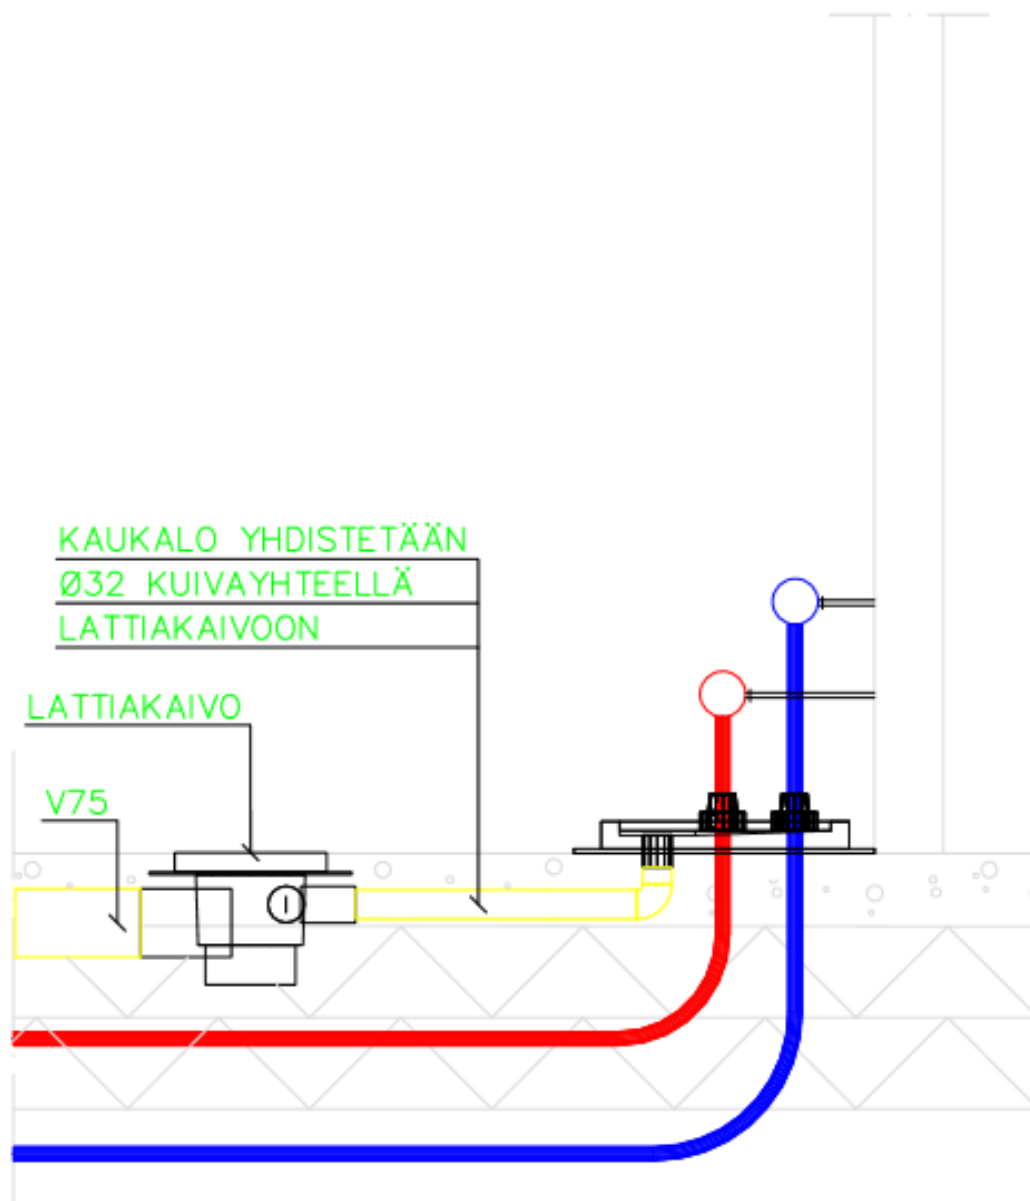 KAUKALO YHDISTETÄÄN
Ø32 KUIVAYHTEELLÄ
LATTIAKAIVOON
LATTIAKAIVO
V75